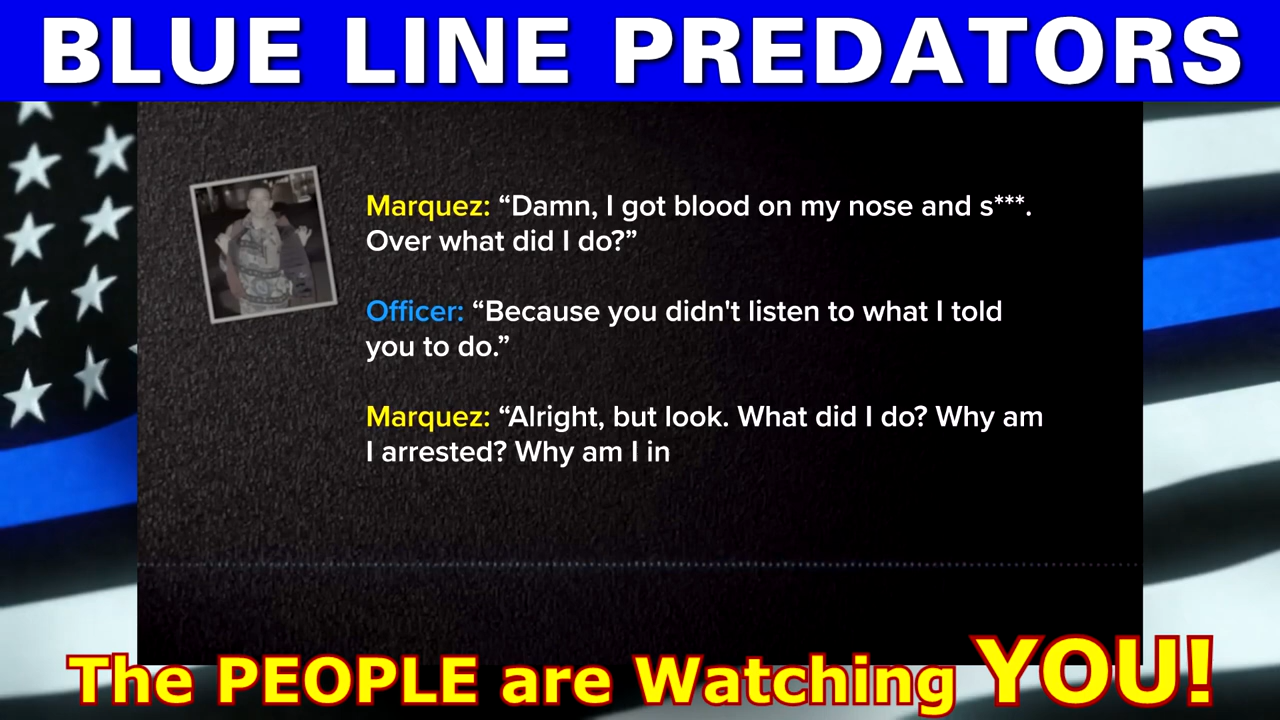 BLUE LINE PREDATORS
Marquez: “Damn, I got blood on my nose and s***.
Over what did I do?”
Officer: “Because you didn't listen to what I told
you to do.”
Marquez: “Alright, but look. What did I do? Why am
I arrested? Why am I in
The PEOPLE are Watching YOU!